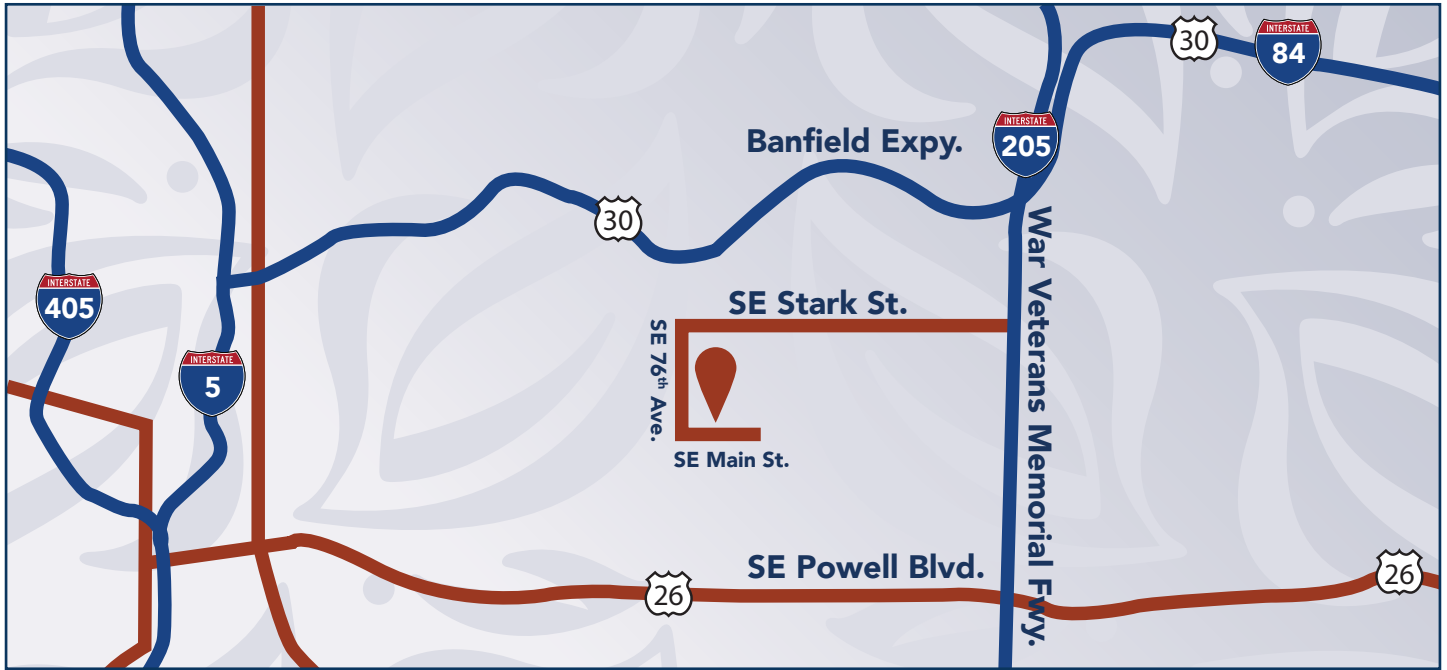 30
INTERSTATE
84
INTERSTATE
205
Banfield Expy.
30
War Veterans Memorial Fwy.
INTERSTATE
405
SE Stark St.
SE 76th Ave.
INTERSTATE
5
SE Main St.
SE Powell Blvd.
26
26